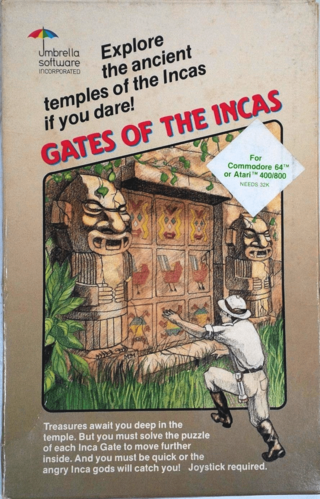 umbrella
software
INCORPORATED
Explore
the ancient
temples of the Incas
if you dare!
GATES OF THE INCAS
For
Commodore 64™
or Atari™ 400/800
NEEDS 32K
Treasures await you deep in the
temple. But you must solve the puzzle
of each Inca Gate to move further
inside. And you must be quick or the
angry Inca gods will catch you! Joystick required.